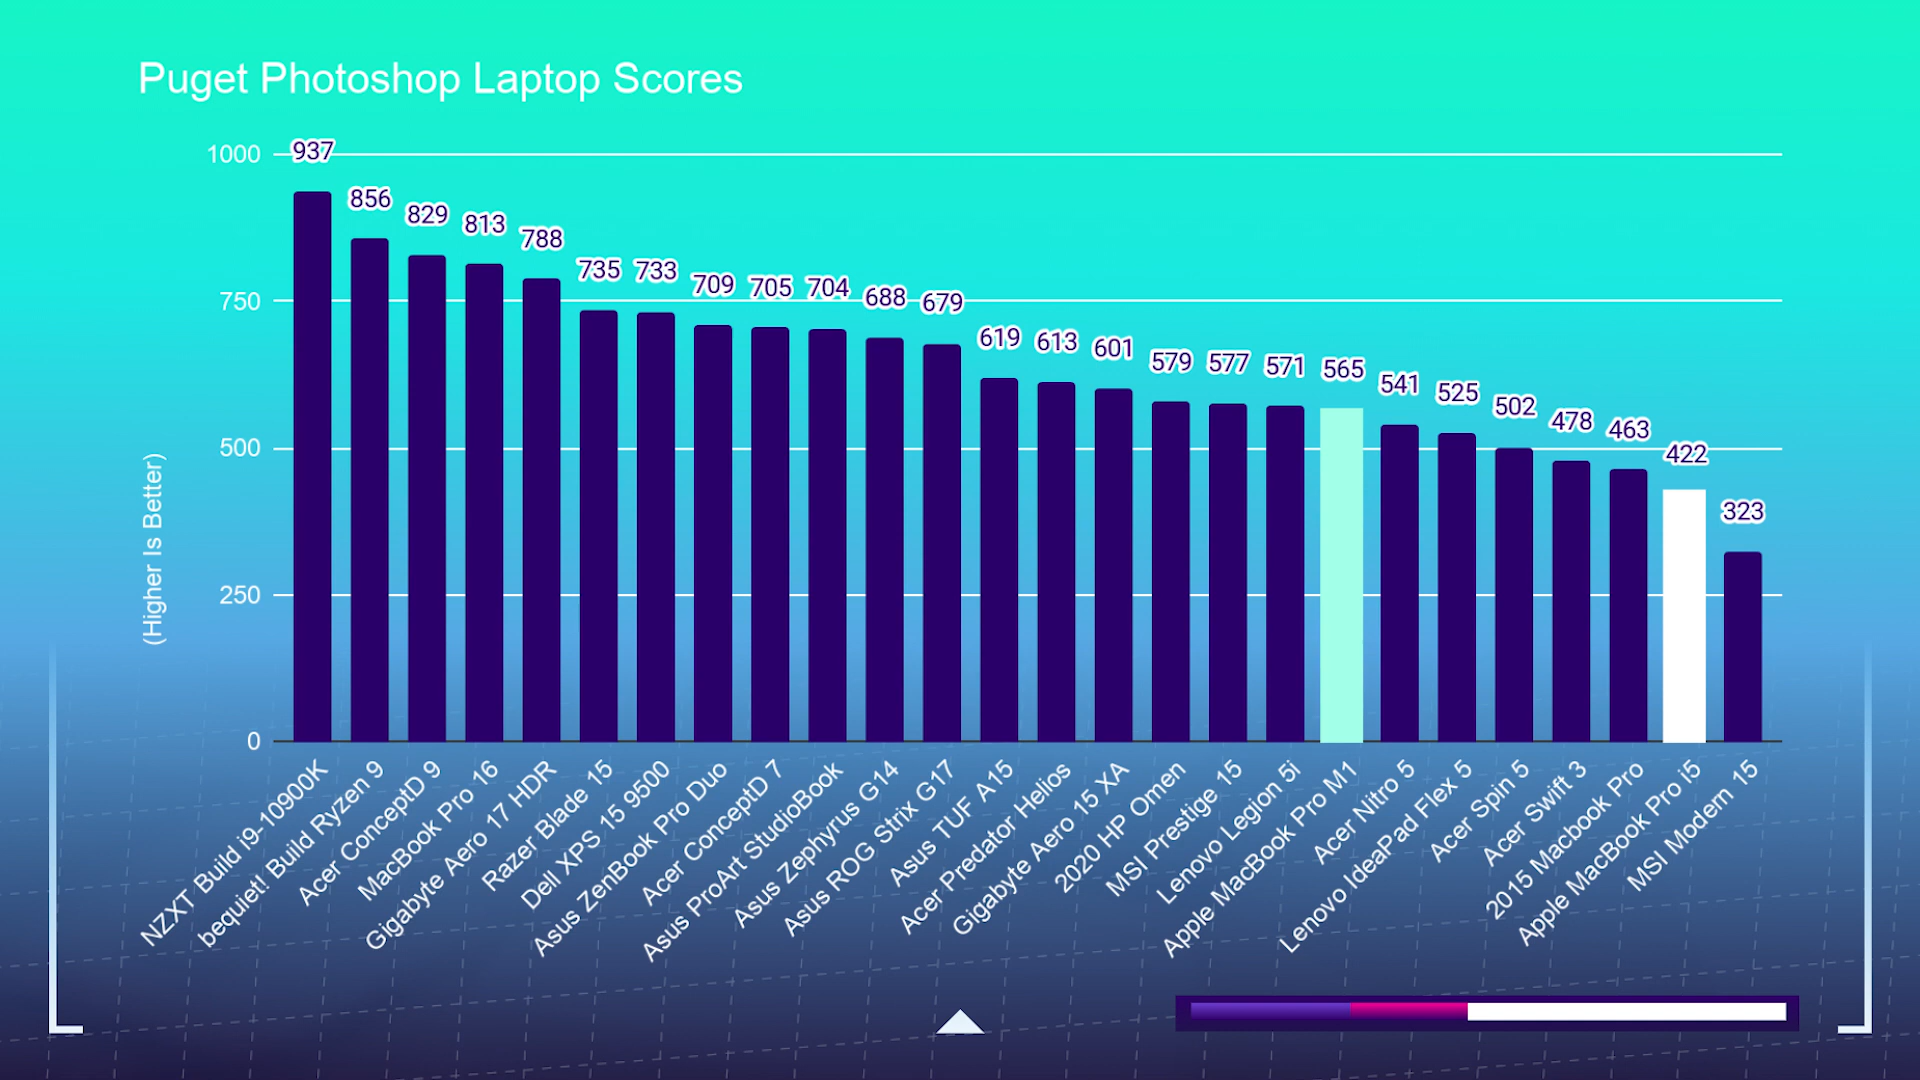 Puget Photoshop Laptop Scores
(Higher Is Better)
1000
750
500
250
0
937
856
829
813
788
735
733
709
705
704
688
679
619
613
601
579
577
571
565
541
525
502
478
463
422
323
NZXT Build i9-10900K
bequiet! Build Ryzen 9
Acer ConceptD 9
MacBook Pro 16
Gigabyte Aero 17 HDR
Razer Blade 15
Dell XPS 15 9500
Asus ZenBook Pro Duo
Acer ConceptD 7
Asus ProArt StudioBook
Asus Zephyrus G14
Asus ROG Strix G17
Asus TUF A15
Acer Predator Helios
Gigabyte Aero 15 XA
2020 HP Omen
MSI Prestige 15
Lenovo Legion 5i
Apple MacBook Pro M1
Acer Nitro 5
Lenovo IdeaPad Flex 5
Acer Spin 5
Acer Swift 3
2015 Macbook Pro
Apple MacBook Pro i5
MSI Modern 15